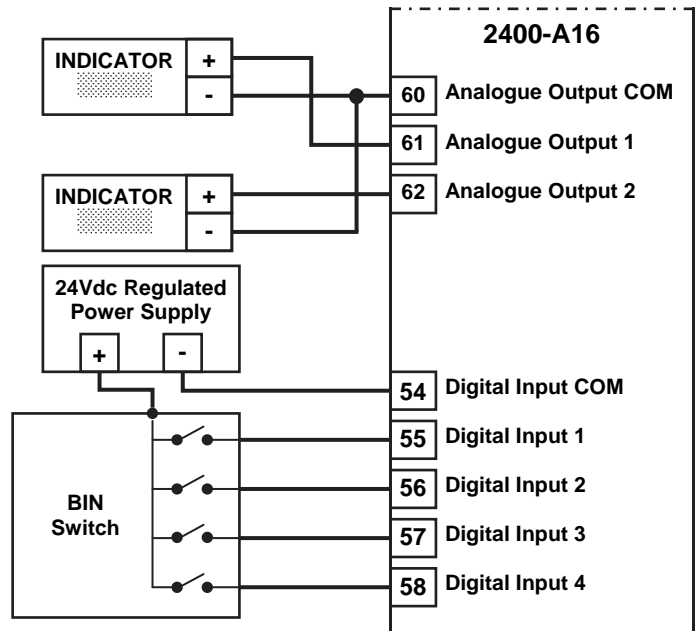 2400-A16
INDICATOR + 
-
60 Analogue Output COM
61 Analogue Output 1
INDICATOR +
-
62 Analogue Output 2
24Vdc Regulated
Power Supply
+ -
54 Digital Input COM
55 Digital Input 1
56 Digital Input 2
57 Digital Input 3
58 Digital Input 4
BIN
Switch